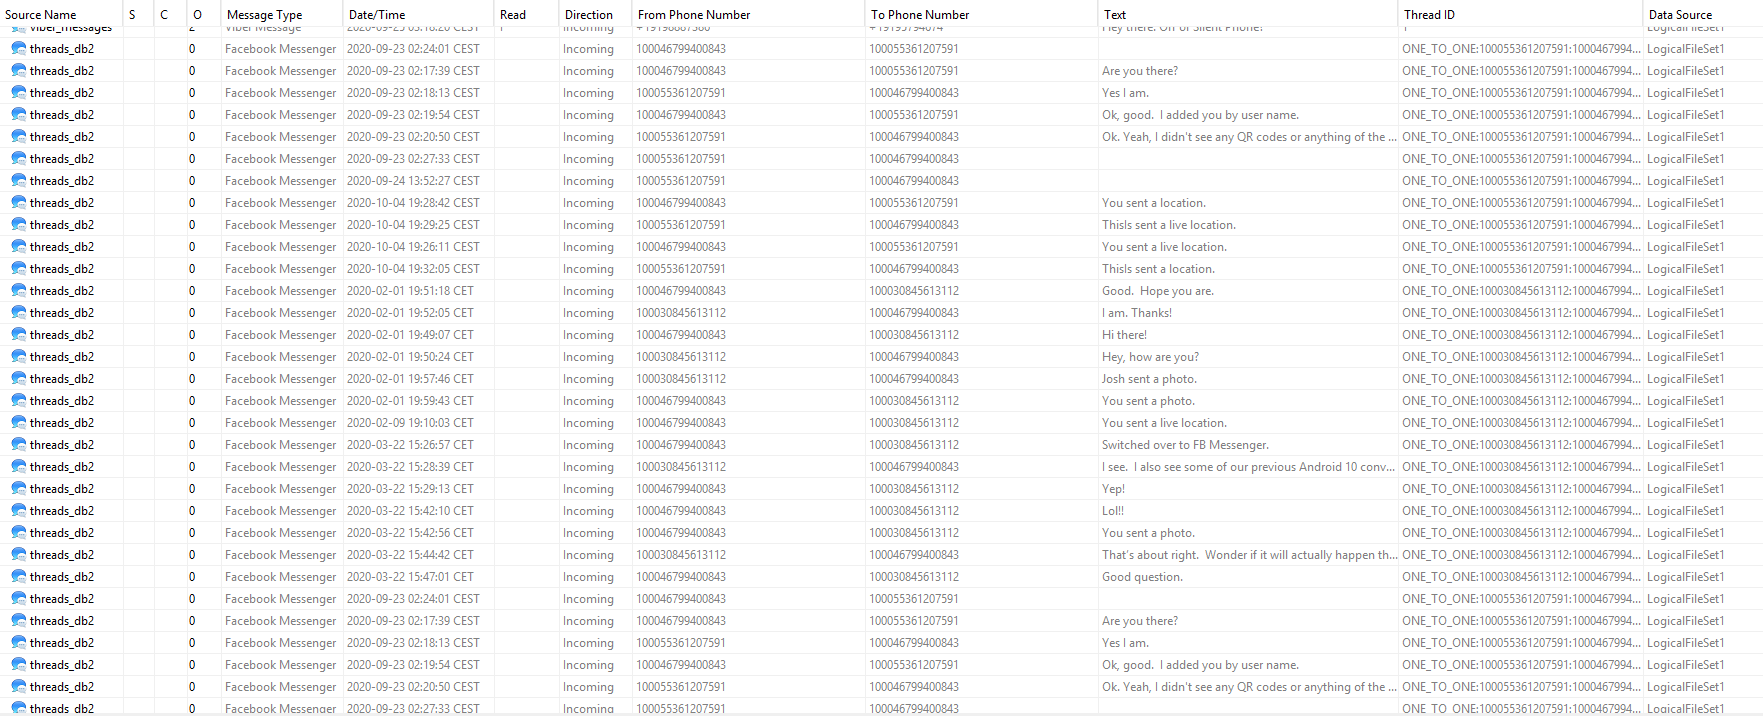 Source Name S C O Message Type Date/Time Read Direction From Phone Number To Phone Number Text Thread ID Data Source
viber_messages 2 Viber Message Incoming Hey there. On or Silent Phone? LogicalFileSet1
threads_db2 0 Facebook Messenger 2020-09-23 02:24:01 CEST Incoming 100046799400843 100055361207591 ONE_TO_ONE:100055361207591:1000467994... LogicalFileSet1
threads_db2 0 Facebook Messenger 2020-09-23 02:17:39 CEST Incoming 100046799400843 100055361207591 Are you there? ONE_TO_ONE:100055361207591:1000467994... LogicalFileSet1
threads_db2 0 Facebook Messenger 2020-09-23 02:18:13 CEST Incoming 100055361207591 100046799400843 Yes I am. ONE_TO_ONE:100055361207591:1000467994... LogicalFileSet1
threads_db2 0 Facebook Messenger 2020-09-23 02:19:54 CEST Incoming 100046799400843 100055361207591 Ok, good. I added you by user name. ONE_TO_ONE:100055361207591:1000467994... LogicalFileSet1
threads_db2 0 Facebook Messenger 2020-09-23 02:20:50 CEST Incoming 100055361207591 100046799400843 Ok. Yeah, I didn't see any QR codes or anything of the ... ONE_TO_ONE:100055361207591:1000467994... LogicalFileSet1
threads_db2 0 Facebook Messenger 2020-09-23 02:27:33 CEST Incoming 100055361207591 100046799400843 ONE_TO_ONE:100055361207591:1000467994... LogicalFileSet1
threads_db2 0 Facebook Messenger 2020-09-24 13:52:27 CEST Incoming 100055361207591 100046799400843 ONE_TO_ONE:100055361207591:1000467994... LogicalFileSet1
threads_db2 0 Facebook Messenger 2020-10-04 19:28:42 CEST Incoming 100046799400843 100055361207591 You sent a location. ONE_TO_ONE:100055361207591:1000467994... LogicalFileSet1
threads_db2 0 Facebook Messenger 2020-10-04 19:29:25 CEST Incoming 100055361207591 100046799400843 ThisIs sent a live location. ONE_TO_ONE:100055361207591:1000467994... LogicalFileSet1
threads_db2 0 Facebook Messenger 2020-10-04 19:26:11 CEST Incoming 100046799400843 100055361207591 You sent a live location. ONE_TO_ONE:100055361207591:1000467994... LogicalFileSet1
threads_db2 0 Facebook Messenger 2020-10-04 19:32:05 CEST Incoming 100055361207591 100046799400843 ThisIs sent a location. ONE_TO_ONE:100055361207591:1000467994... LogicalFileSet1
threads_db2 0 Facebook Messenger 2020-02-01 19:51:18 CET Incoming 100046799400843 100030845613112 Good. Hope you are. ONE_TO_ONE:100030845613112:1000467994... LogicalFileSet1
threads_db2 0 Facebook Messenger 2020-02-01 19:52:05 CET Incoming 100030845613112 100046799400843 I am. Thanks! ONE_TO_ONE:100030845613112:1000467994... LogicalFileSet1
threads_db2 0 Facebook Messenger 2020-02-01 19:49:07 CET Incoming 100046799400843 100030845613112 Hi there! ONE_TO_ONE:100030845613112:1000467994... LogicalFileSet1
threads_db2 0 Facebook Messenger 2020-02-01 19:50:24 CET Incoming 100030845613112 100046799400843 Hey, how are you? ONE_TO_ONE:100030845613112:1000467994... LogicalFileSet1
threads_db2 0 Facebook Messenger 2020-02-01 19:57:46 CET Incoming 100030845613112 100046799400843 Josh sent a photo. ONE_TO_ONE:100030845613112:1000467994... LogicalFileSet1
threads_db2 0 Facebook Messenger 2020-02-01 19:59:43 CET Incoming 100046799400843 100030845613112 You sent a photo. ONE_TO_ONE:100030845613112:1000467994... LogicalFileSet1
threads_db2 0 Facebook Messenger 2020-02-09 19:10:03 CET Incoming 100046799400843 100030845613112 You sent a live location. ONE_TO_ONE:100030845613112:1000467994... LogicalFileSet1
threads_db2 0 Facebook Messenger 2020-03-22 15:26:57 CET Incoming 100046799400843 100030845613112 Switched over to FB Messenger. ONE_TO_ONE:100030845613112:1000467994... LogicalFileSet1
threads_db2 0 Facebook Messenger 2020-03-22 15:28:39 CET Incoming 100030845613112 100046799400843 I see. I also see some of our previous Android 10 conv... ONE_TO_ONE:100030845613112:1000467994... LogicalFileSet1
threads_db2 0 Facebook Messenger 2020-03-22 15:29:13 CET Incoming 100046799400843 100030845613112 Yep! ONE_TO_ONE:100030845613112:1000467994... LogicalFileSet1
threads_db2 0 Facebook Messenger 2020-03-22 15:42:10 CET Incoming 100046799400843 100030845613112 Lol!! ONE_TO_ONE:100030845613112:1000467994... LogicalFileSet1
threads_db2 0 Facebook Messenger 2020-03-22 15:42:56 CET Incoming 100046799400843 100030845613112 You sent a photo. ONE_TO_ONE:100030845613112:1000467994... LogicalFileSet1
threads_db2 0 Facebook Messenger 2020-03-22 15:44:42 CET Incoming 100030845613112 100046799400843 That's about right. Wonder if it will actually happen th... ONE_TO_ONE:100030845613112:1000467994... LogicalFileSet1
threads_db2 0 Facebook Messenger 2020-03-22 15:47:01 CET Incoming 100046799400843 100030845613112 Good question. ONE_TO_ONE:100030845613112:1000467994... LogicalFileSet1
threads_db2 0 Facebook Messenger 2020-09-23 02:24:01 CEST Incoming 100046799400843 100055361207591 ONE_TO_ONE:100055361207591:1000467994... LogicalFileSet1
threads_db2 0 Facebook Messenger 2020-09-23 02:17:39 CEST Incoming 100046799400843 100055361207591 Are you there? ONE_TO_ONE:100055361207591:1000467994... LogicalFileSet1
threads_db2 0 Facebook Messenger 2020-09-23 02:18:13 CEST Incoming 100055361207591 100046799400843 Yes I am. ONE_TO_ONE:100055361207591:1000467994... LogicalFileSet1
threads_db2 0 Facebook Messenger 2020-09-23 02:19:54 CEST Incoming 100046799400843 100055361207591 Ok, good. I added you by user name. ONE_TO_ONE:100055361207591:1000467994... LogicalFileSet1
threads_db2 0 Facebook Messenger 2020-09-23 02:20:50 CEST Incoming 100055361207591 100046799400843 Ok. Yeah, I didn't see any QR codes or anything of the ... ONE_TO_ONE:100055361207591:1000467994... LogicalFileSet1
threads_db2 0 Facebook Messenger 2020-09-23 02:27:33 CEST Incoming 100055361207591 100046799400843 ONE_TO_ONE:100055361207591:1000467994... LogicalFileSet1